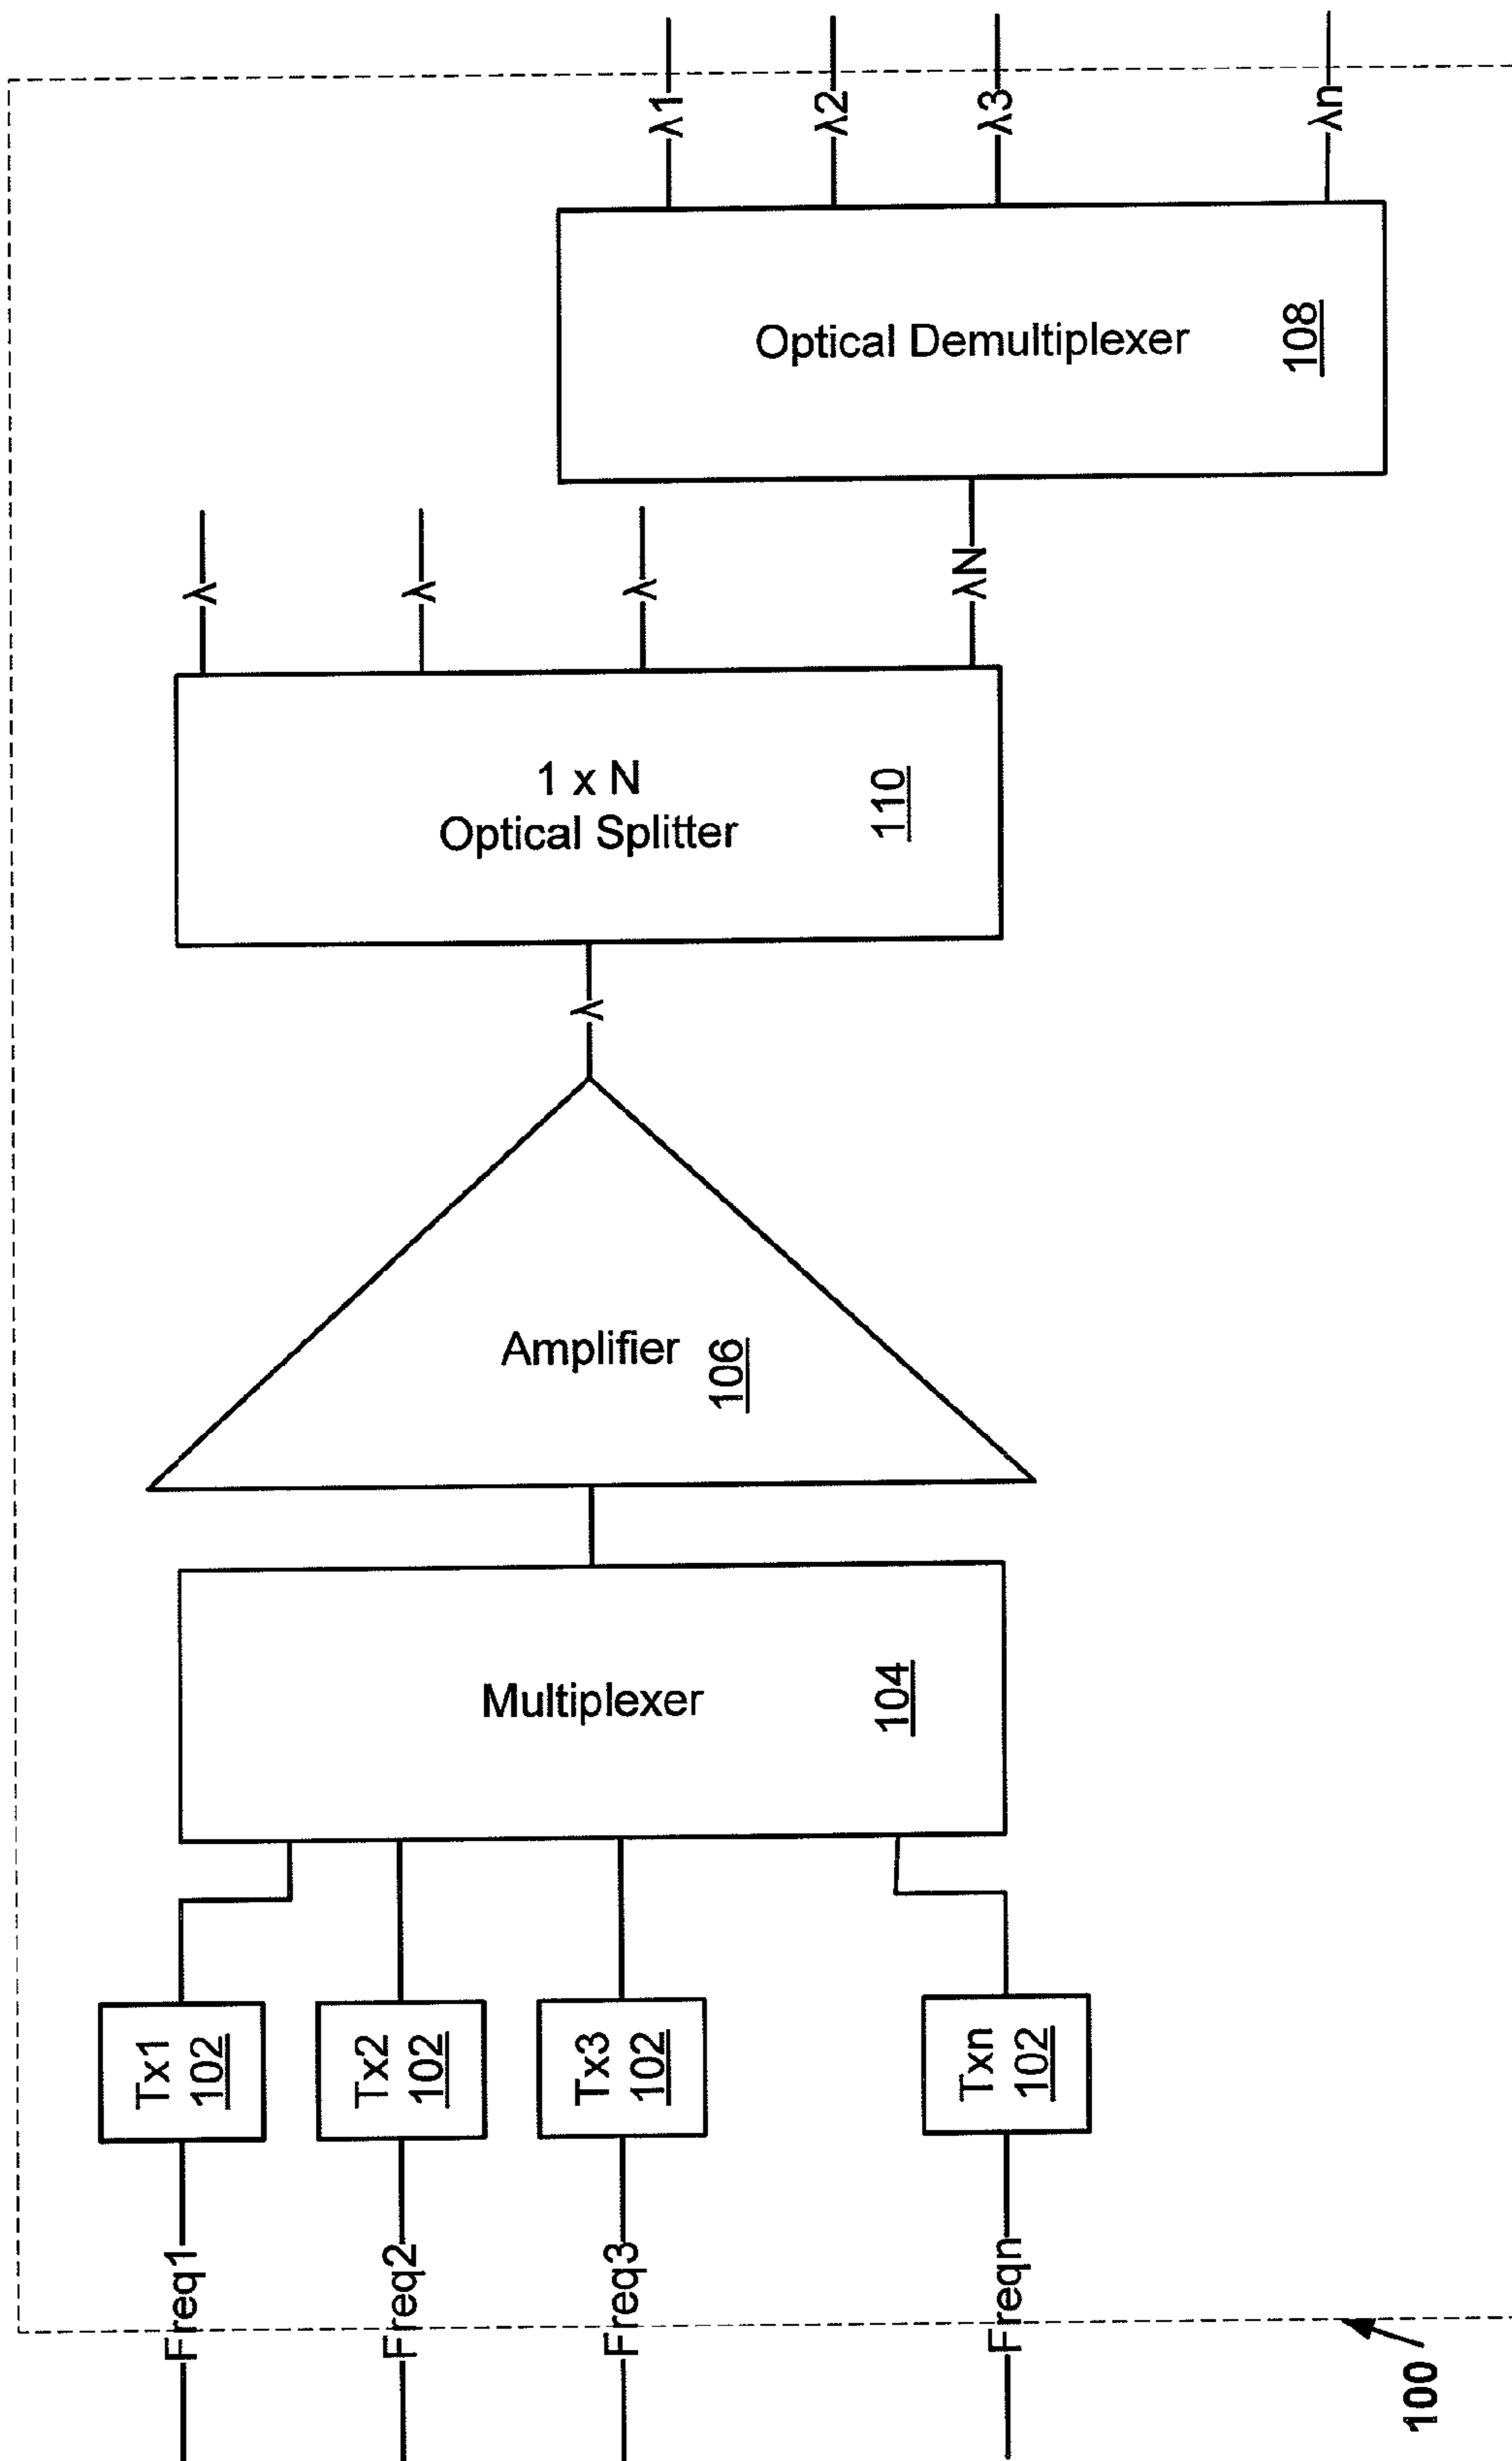 Freq1
Freq2
Freq3
Freqn
Tx1
102
Tx2
102
Tx3
102
Txn
102
Multiplexer
104
Amplifier
106
λ
1 x N
Optical Splitter
110
λ
λ
λ
λN
Optical Demultiplexer
108
λ1
λ2
λ3
λn
100